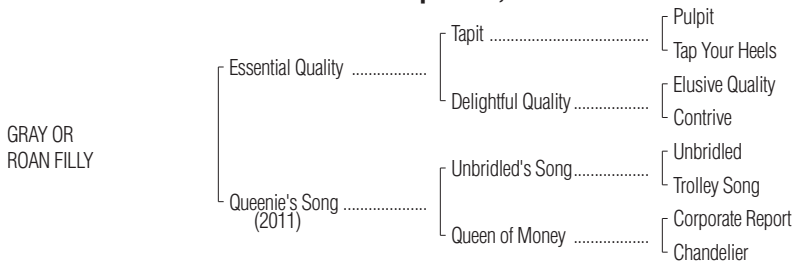 Pulpit
Tapit ......................................
Tap Your Heels
Essential Quality ..................
Elusive Quality
Delightful Quality ..................
Contrive
GRAY OR
ROAN FILLY
Unbridled
Unbridled's Song ..................
Trolley Song
Queenie's Song ....................
(2011)
Corporate Report
Queen of Money ..................
Chandelier